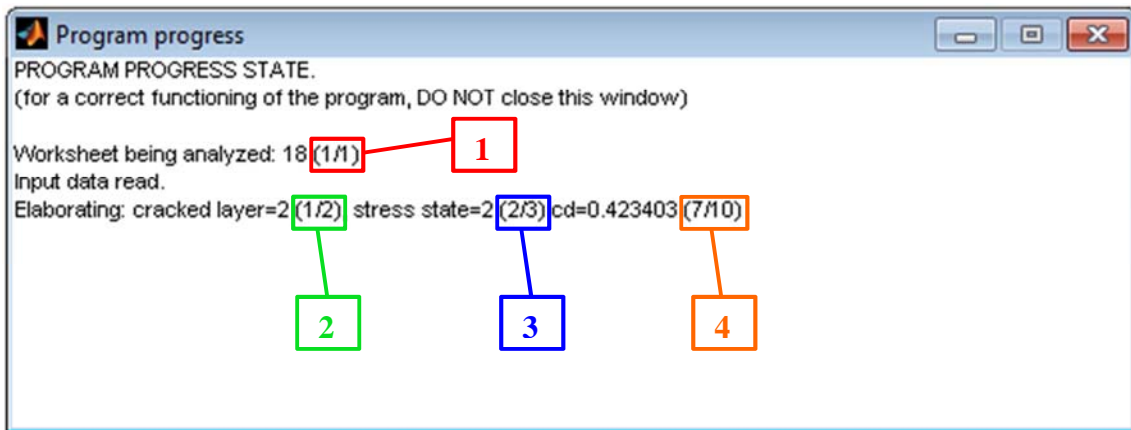 Program progress
PROGRAM PROGRESS STATE.
(for a correct functioning of the program, DO NOT close this window)
Worksheet being analyzed: 18 (1/1)
1
Input data read.
Elaborating: cracked layer=2 (1/2) stress state=2 (2/3) cd=0.423403 (7/10)
2 3 4